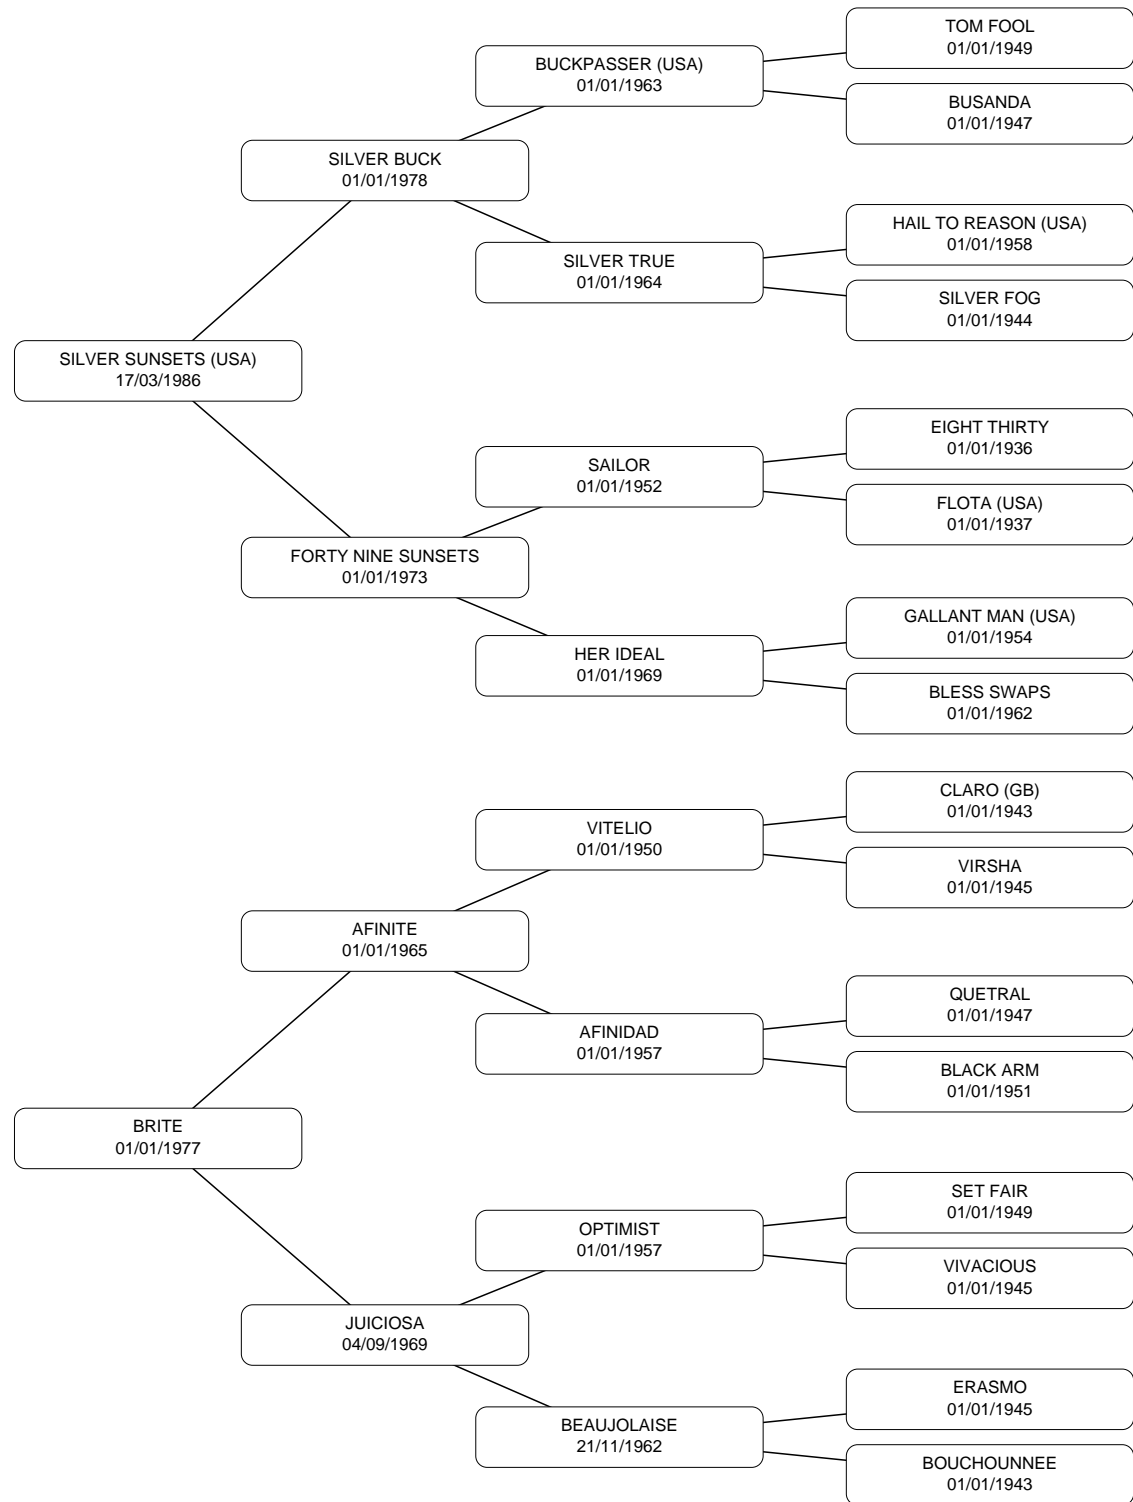 TOM FOOL
01/01/1949
BUCKPASSER (USA)
01/01/1963
BUSANDA
01/01/1947
SILVER BUCK
01/01/1978
HAIL TO REASON (USA)
01/01/1958
SILVER TRUE
01/01/1964
SILVER FOG
01/01/1944
SILVER SUNSETS (USA)
17/03/1986
EIGHT THIRTY
01/01/1936
SAILOR
01/01/1952
FLOTA (USA)
01/01/1937
FORTY NINE SUNSETS
01/01/1973
GALLANT MAN (USA)
01/01/1954
HER IDEAL
01/01/1969
BLESS SWAPS
01/01/1962
CLARO (GB)
01/01/1943
VITELIO
01/01/1950
VIRSHA
01/01/1945
AFINITE
01/01/1965
QUETRAL
01/01/1947
AFINIDAD
01/01/1957
BLACK ARM
01/01/1951
BRITE
01/01/1977
SET FAIR
01/01/1949
OPTIMIST
01/01/1957
VIVACIOUS
01/01/1945
JUICIOSA
04/09/1969
ERASMO
01/01/1945
BEAUJOLAISE
21/11/1962
BOUCHOUNNEE
01/01/1943